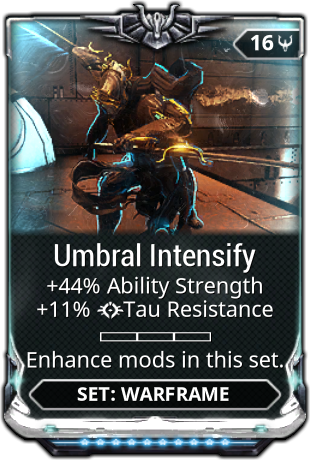 16
Umbral Intensify
+44% Ability Strength
+11% Tau Resistance
Enhance mods in this set.
SET: WARFRAME